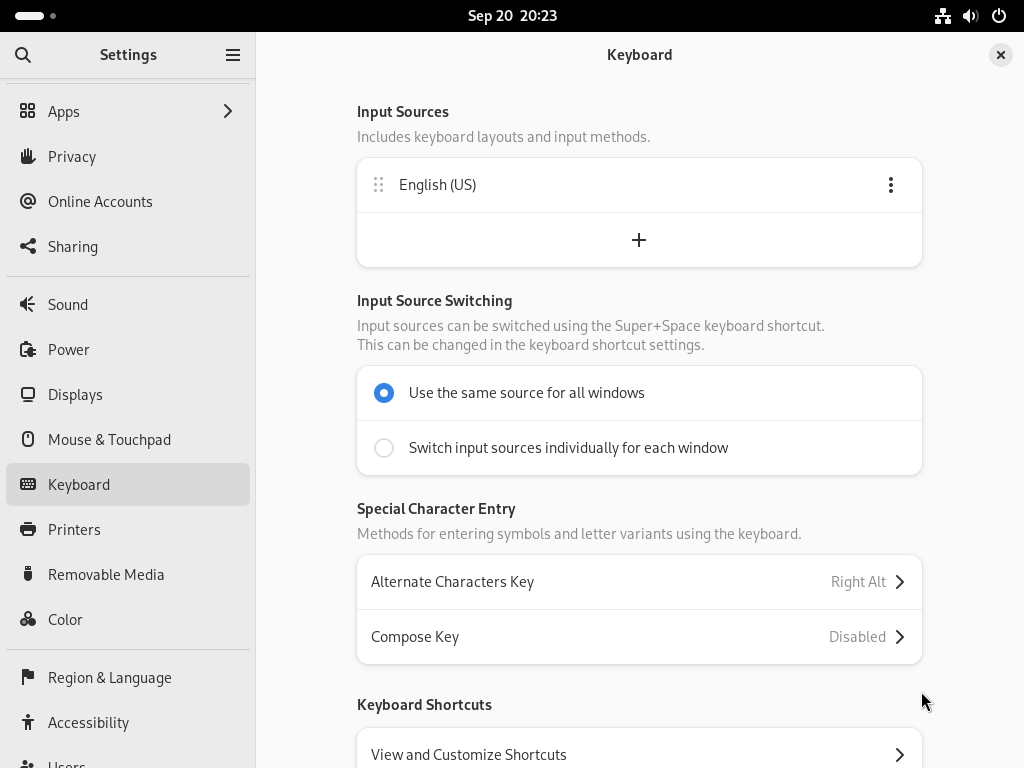 Sep 20 20:23
Settings
Keyboard
Apps
Privacy
Online Accounts
Sharing
Sound
Power
Displays
Mouse & Touchpad
Keyboard
Printers
Removable Media
Color
Region & Language
Accessibility
Users
Input Sources
Includes keyboard layouts and input methods.
English (US)
Input Source Switching
Input sources can be switched using the Super+Space keyboard shortcut.
This can be changed in the keyboard shortcut settings.
Use the same source for all windows
Switch input sources individually for each window
Special Character Entry
Methods for entering symbols and letter variants using the keyboard.
Alternate Characters Key Right Alt
Compose Key Disabled
Keyboard Shortcuts
View and Customize Shortcuts